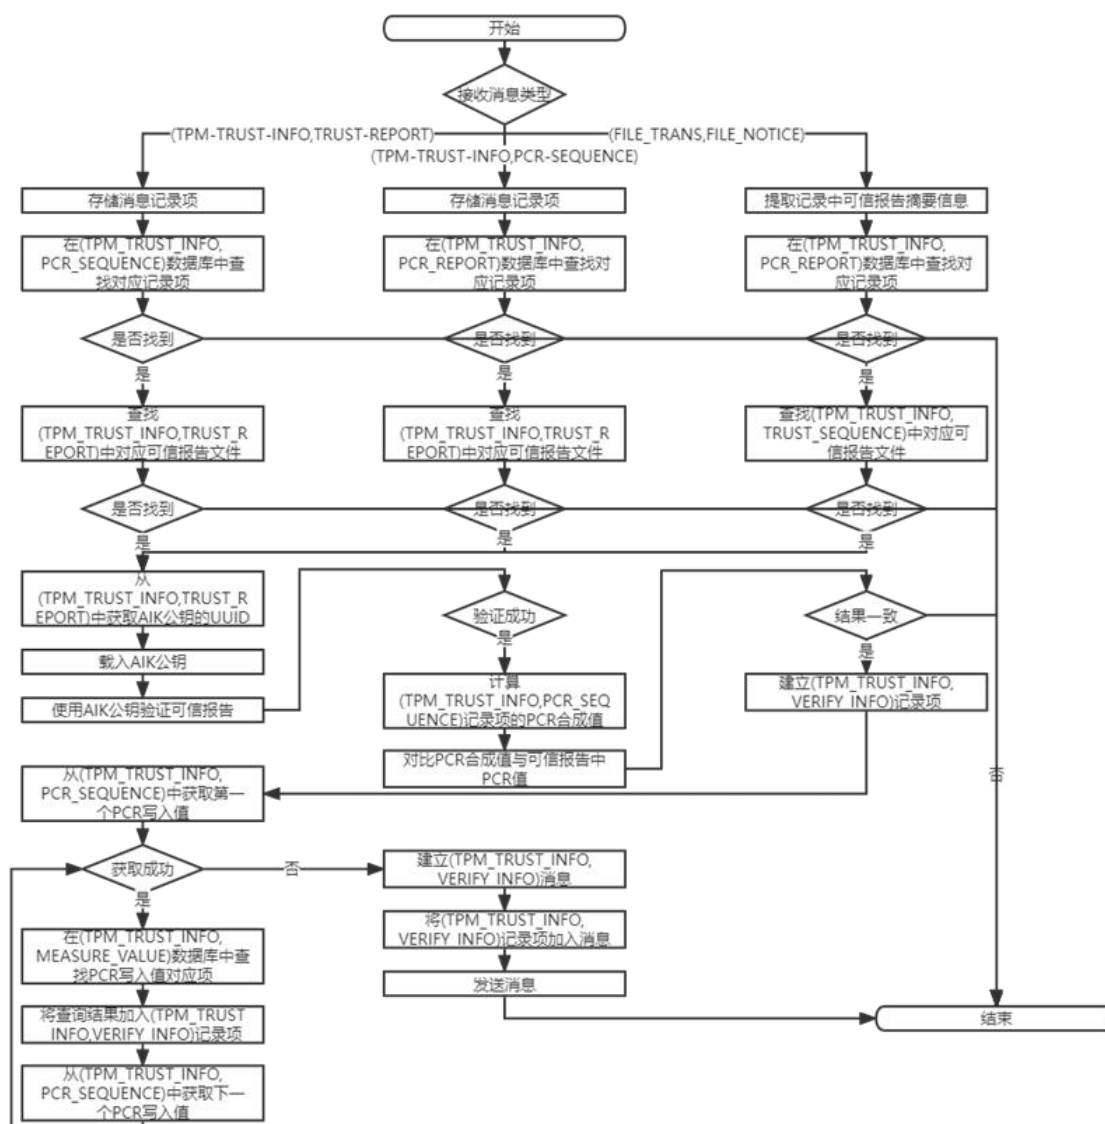 开始
接收消息类型
(TPM-TRUST-INFO,TRUST-REPORT)
(FILE_TRANS,FILE_NOTICE)
(TPM-TRUST-INFO,PCR-SEQUENCE)
存储消息记录项
存储消息记录项
提取记录中可信报告摘要信息
在(TPM_TRUST_INFO,
PCR_SEQUENCE)数据库中查
找对应记录项
在(TPM_TRUST_INFO,
PCR_REPORT)数据库中查找对
应记录项
在(TPM_TRUST_INFO,
PCR_REPORT)数据库中查找对
应记录项
是否找到
是否找到
是否找到
是
是
是
查找
(TPM_TRUST_INFO,TRUST_R
EPORT)中对应可信报告文件
查找
(TPM_TRUST_INFO,TRUST_R
EPORT)中对应可信报告文件
查找(TPM_TRUST_INFO,
TRUST_SEQUENCE)中对应可
信报告文件
是否找到
是否找到
是否找到
是
是
是
从
(TPM_TRUST_INFO,TRUST_R
EPORT)中获取AIK公钥的UUID
载入AIK公钥
使用AIK公钥验证可信报告
验证成功
是
计算
(TPM_TRUST_INFO,PCR_SEQ
UENCE)记录项的PCR合成值
对比PCR合成值与可信报告中
PCR值
结果一致
是
建立(TPM_TRUST_INFO,
VERIFY_INFO)记录项
否
从(TPM_TRUST_INFO,
PCR_SEQUENCE)中获取第一
个PCR写入值
获取成功
否
是
建立(TPM_TRUST_INFO,
VERIFY_INFO)消息
将(TPM_TRUST_INFO,
VERIFY_INFO)记录项加入消息
发送消息
在(TPM_TRUST_INFO,
MEASURE_VALUE)数据库中查
找PCR写入值对应项
将查询结果加入(TPM_TRUST
INFO,VERIFY_INFO)记录项
从(TPM_TRUST_INFO,
PCR_SEQUENCE)中获取下一
个PCR写入值
结束